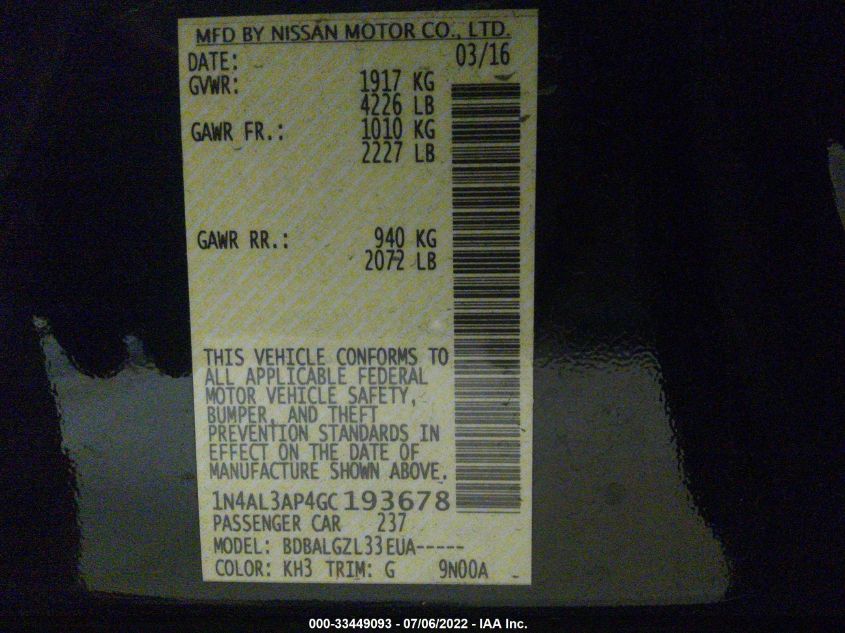 MFD BY NISSAN MOTOR CO., LTD.
DATE: 03/16
GVWR: 1917 KG
4226 LB
GAWR FR.: 1010 KG
2227 LB
GAWR RR.: 940 KG
2072 LB
THIS VEHICLE CONFORMS TO
ALL APPLICABLE FEDERAL
MOTOR VEHICLE SAFETY,
BUMPER, AND THEFT
PREVENTION STANDARDS IN
EFFECT ON THE DATE OF
MANUFACTURE SHOWN ABOVE.
1N4AL3AP4GC193678
PASSENGER CAR 237
MODEL: BDBALGZL33EUA-----
COLOR: KH3 TRIM: G 9N00A
000-33449093 - 07/06/2022 - IAA Inc.